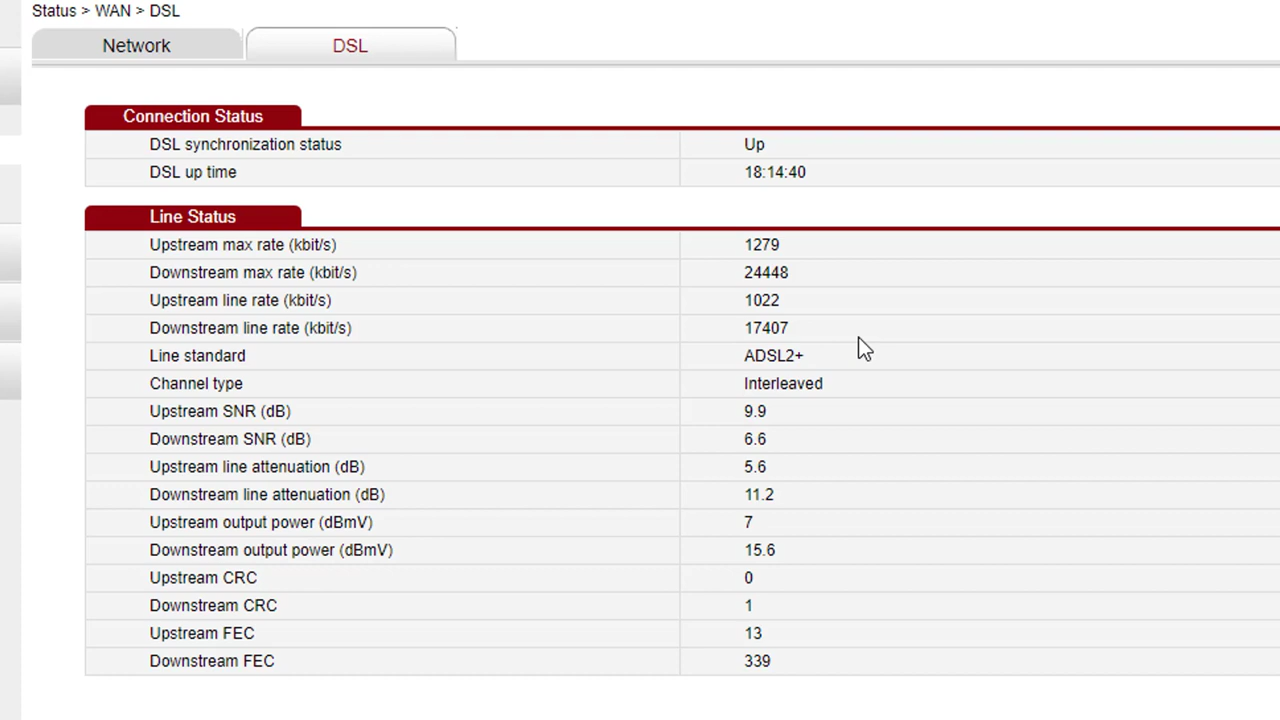 Status > WAN > DSL
Network DSL
Connection Status
DSL synchronization status Up
DSL up time 18:14:40
Line Status
Upstream max rate (kbit/s) 1279
Downstream max rate (kbit/s) 24448
Upstream line rate (kbit/s) 1022
Downstream line rate (kbit/s) 17407
Line standard ADSL2+
Channel type Interleaved
Upstream SNR (dB) 9.9
Downstream SNR (dB) 6.6
Upstream line attenuation (dB) 5.6
Downstream line attenuation (dB) 11.2
Upstream output power (dBmV) 7
Downstream output power (dBmV) 15.6
Upstream CRC 0
Downstream CRC 1
Upstream FEC 13
Downstream FEC 339